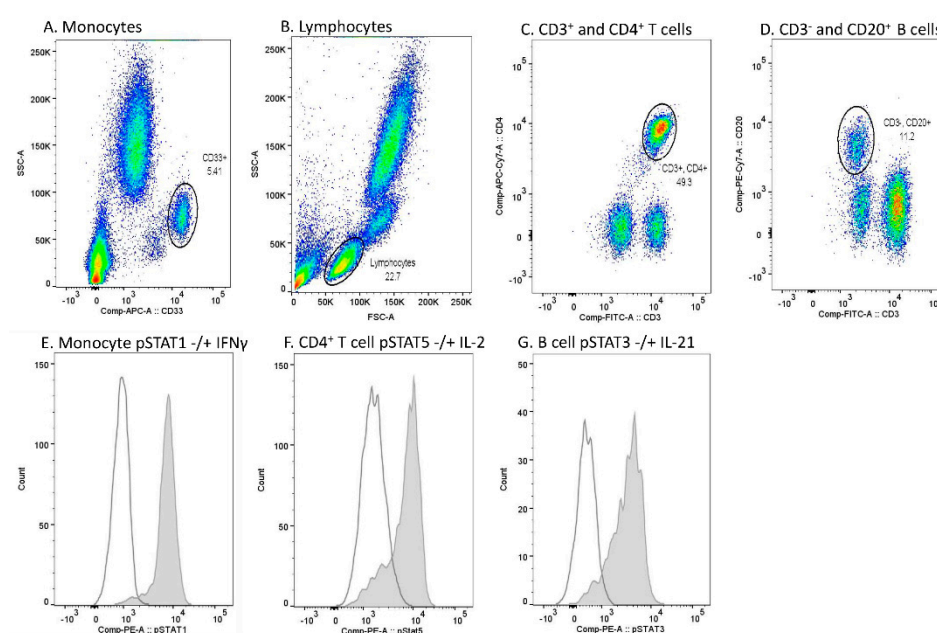 A. Monocytes
B. Lymphocytes
C. CD3⁺ and CD4⁺ T cells
D. CD3⁻ and CD20⁺ B cells
250K
200K
150K
100K
50K
0
SSC-A
CD33+
5.41
-10³ 0 10³ 10⁴ 10⁵
Comp-APC-A :: CD33
250K
200K
150K
100K
50K
0
SSC-A
Lymphocytes
22.7
0 50K 100K 150K 200K 250K
FSC-A
10⁵
10⁴
10³
0
-10³
Comp-APC-Cy7-A :: CD4
CD3+, CD4+
49.3
-10³ 0 10³ 10⁴ 10⁵
Comp-FITC-A :: CD3
10⁵
10⁴
10³
0
-10³
Comp-PE-Cy7-A :: CD20
CD3-, CD20+
11.2
-10³ 0 10³ 10⁴ 10⁵
Comp-FITC-A :: CD3
E. Monocyte pSTAT1 -/+ IFNγ
F. CD4⁺ T cell pSTAT5 -/+ IL-2
G. B cell pSTAT3 -/+ IL-21
150
100
50
0
Count
-10³ 0 10³ 10⁴ 10⁵
Comp-PE-A :: pSTAT1
150
100
50
0
Count
-10³ 0 10³ 10⁴ 10⁵
Comp-PE-A :: pStat5
50
40
30
20
10
0
Count
-10³ 0 10³ 10⁴ 10⁵
Comp-PE-A :: pSTAT3